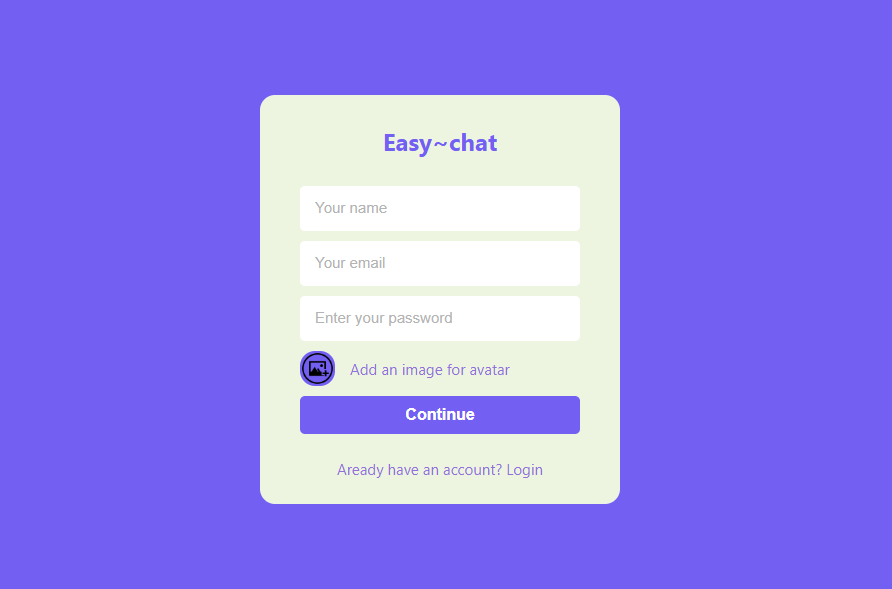 Easy~chat
Your name
Your email
Enter your password
Add an image for avatar
Continue
Aready have an account? Login